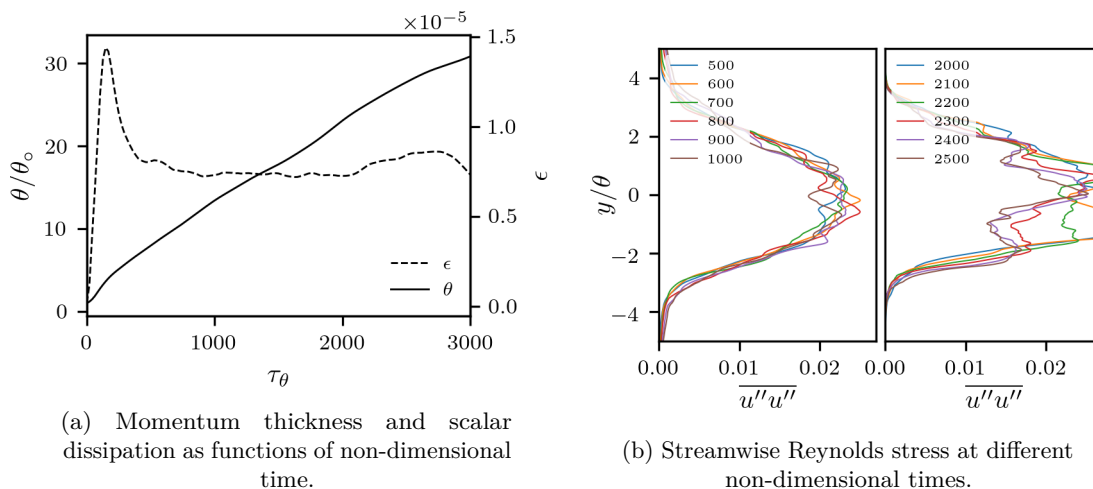 ×10⁻⁵
30
20
10
0
θ/θ∘
1.5
1.0
0.5
0.0
ϵ
ϵ
θ
0 1000 2000 3000
τ_θ
(a) Momentum thickness and scalar
dissipation as functions of non-dimensional
time.
4
2
0
−2
−4
y/θ
500
600
700
800
900
1000
2000
2100
2200
2300
2400
2500
0.00 0.01 0.02 0.00 0.01 0.02
u''u'' u''u''
(b) Streamwise Reynolds stress at different
non-dimensional times.